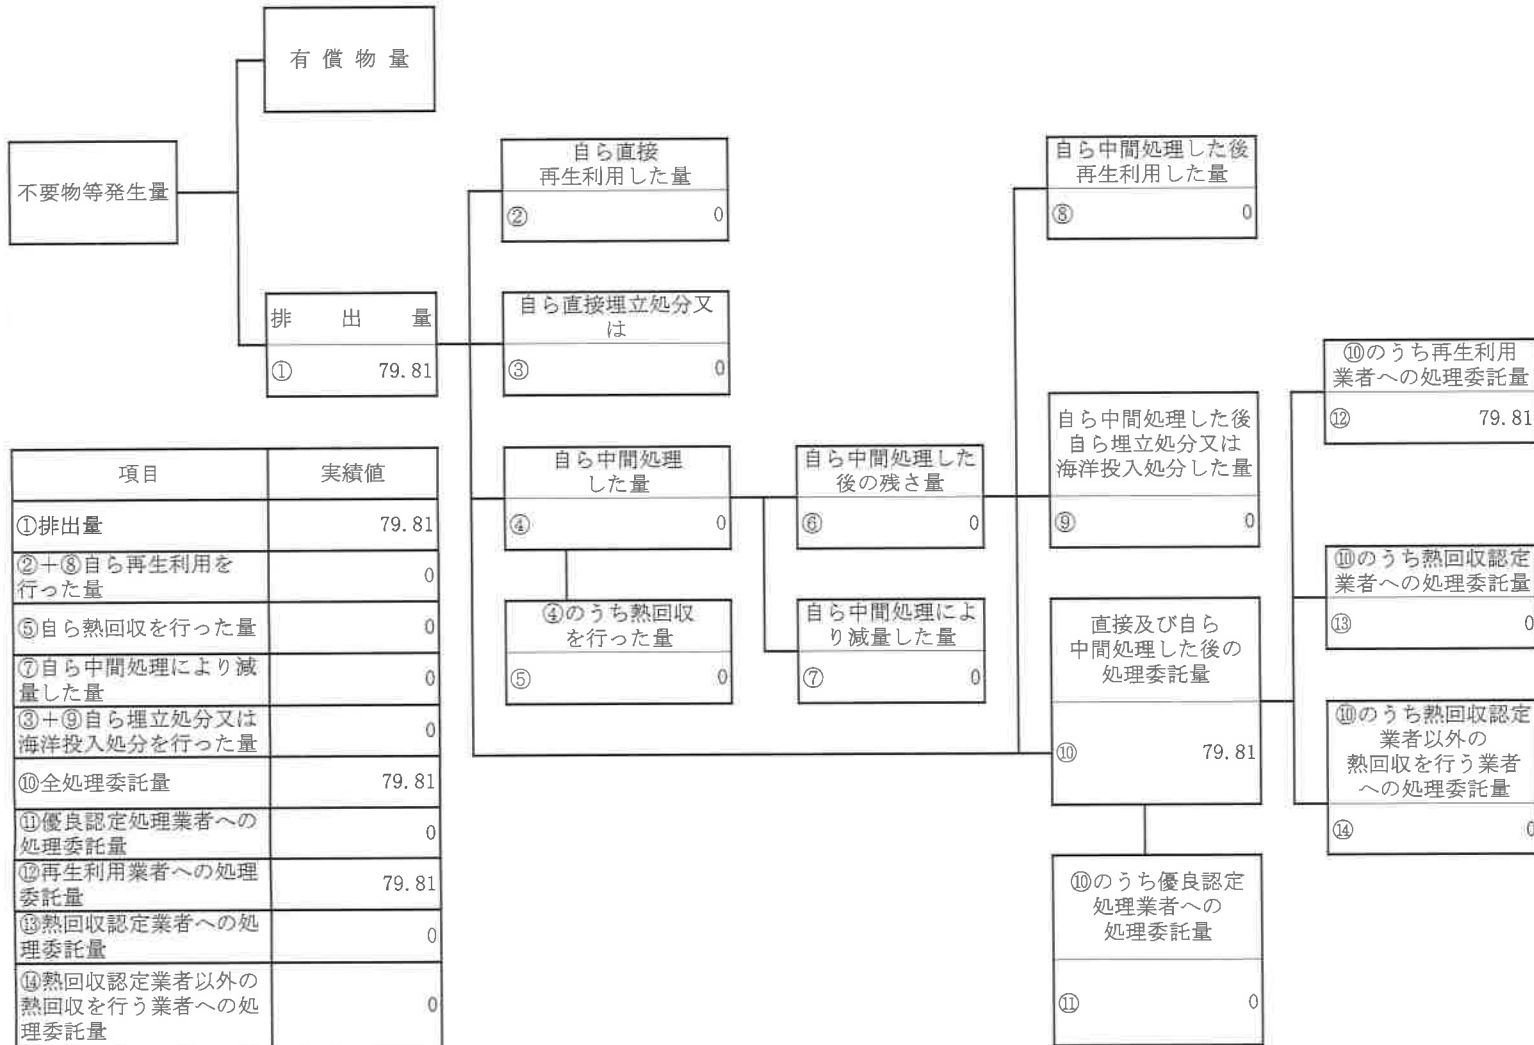 有償物量
不要物等発生量
排出量
① 79.81
自ら直接
再生利用した量
② 0
自ら直接埋立処分又
は
③ 0
自ら中間処理
した量
④ 0
④のうち熱回収
を行った量
⑤ 0
自ら中間処理した
後の残さ量
⑥ 0
自ら中間処理によ
り減量した量
⑦ 0
自ら中間処理した後
再生利用した量
⑧ 0
自ら中間処理した後
自ら埋立処分又は
海洋投入処分した量
⑨ 0
直接及び自ら
中間処理した後の
処理委託量
⑩ 79.81
⑩のうち優良認定
処理業者への
処理委託量
⑪ 0
⑩のうち再生利用
業者への処理委託量
⑫ 79.81
⑩のうち熱回収認定
業者への処理委託量
⑬ 0
⑩のうち熱回収認定
業者以外の
熱回収を行う業者
への処理委託量
⑭ 0
項目 実績値
①排出量 79.81
②+⑧自ら再生利用を
行った量 0
⑤自ら熱回収を行った量 0
⑦自ら中間処理により減
量した量 0
③+⑨自ら埋立処分又は
海洋投入処分を行った量 0
⑩全処理委託量 79.81
⑪優良認定処理業者への
処理委託量 0
⑫再生利用業者への処理
委託量 79.81
⑬熱回収認定業者への処
理委託量 0
⑭熱回収認定業者以外の
熱回収を行う業者への処
理委託量 0